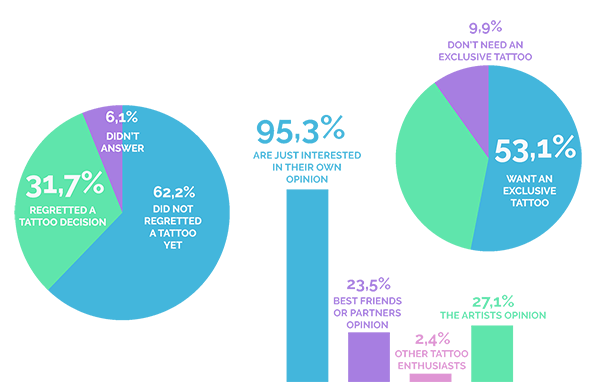 6,1%
DIDN'T
ANSWER
31,7%
REGRETTED A
TATTOO DECISION
62,2%
DID NOT
REGRETTED
A TATTOO
YET
95,3%
ARE JUST INTERESTED
IN THEIR OWN
OPINION
23,5%
BEST FRIENDS
OR PARTNERS
OPINION
2,4%
OTHER TATTOO
ENTHUSIASTS
27,1%
THE ARTISTS OPINION
9,9%
DON'T NEED AN
EXCLUSIVE TATTOO
53,1%
WANT AN
EXCLUSIVE
TATTOO